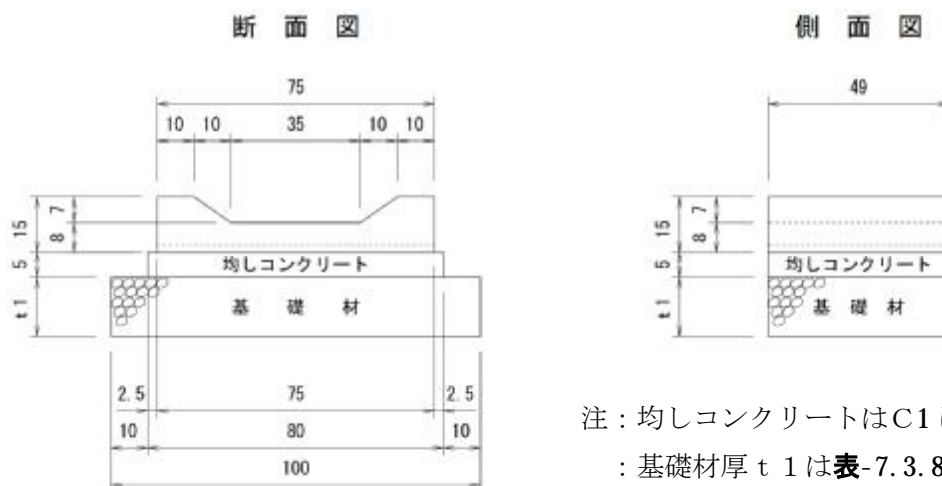 断 面 図
側 面 図
75
49
10 10 35 10 10
15
7
8
5
t1
均しコンクリート
基 礎 材
15
7
8
5
t1
均しコンクリート
基 礎 材
2.5 75 2.5
10 80 10
100
注：均しコンクリートはC1
：基礎材厚ｔ１は表-7.3.8